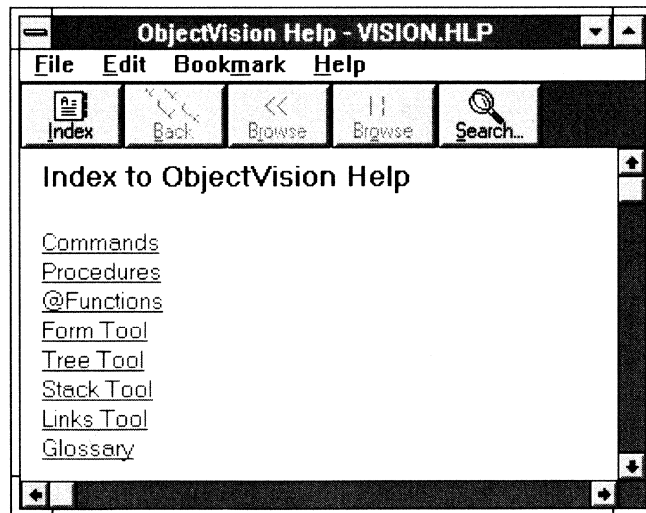 ObjectVision Help - VISION.HLP
File Edit Bookmark Help
Index Back Browse Browse Search...
Index to ObjectVision Help
Commands
Procedures
@Functions
Form Tool
Tree Tool
Stack Tool
Links Tool
Glossary